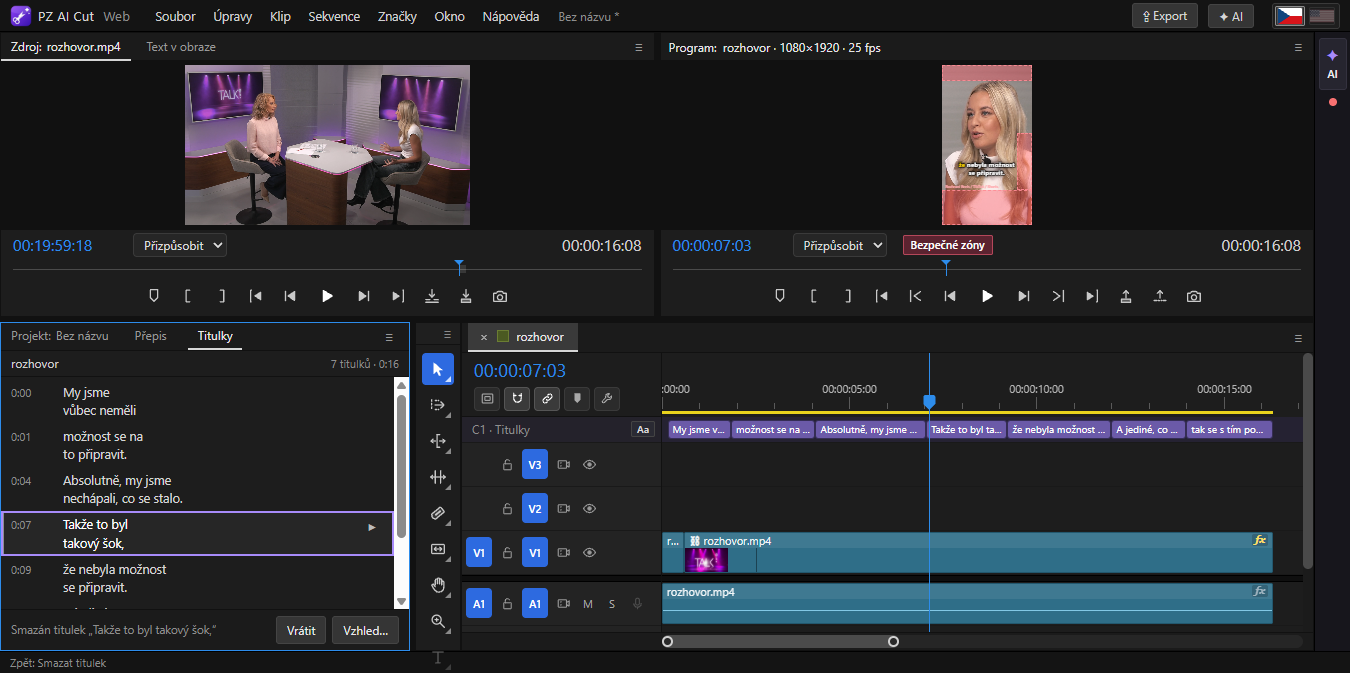 PZ AI Cut Web Soubor Úpravy Klip Sekvence Značky Okno Nápověda Bez názvu * Export AI
Zdroj: rozhovor.mp4 Text v obraze
Program: rozhovor · 1080×1920 · 25 fps
AI
TALK!
že nebyla možnost
se připravit.
00:19:59:18 Přizpůsobit 00:00:16:08
00:00:07:03 Přizpůsobit Bezpečné zóny 00:00:16:08
Projekt: Bez názvu Přepis Titulky
rozhovor 7 titulků · 0:16
0:00 My jsme
vůbec neměli
0:01 možnost se na
to připravit.
0:04 Absolutně, my jsme
nechápali, co se stalo.
0:07 Takže to byl
takový šok,
0:09 že nebyla možnost
se připravit.
Smazán titulek „Takže to byl takový šok,“ Vrátit Vzhled...
Zpět: Smazat titulek
× rozhovor
00:00:07:03
:00:00 00:00:05:00 00:00:10:00 00:00:15:00
C1 · Titulky Aa My jsme v... možnost se na ... Absolutně, my jsme ... Takže to byl ta... že nebyla možnost ... A jediné, co ... tak se s tím po...
V3
V2
V1 V1 r... rozhovor.mp4 fx
TALK
A1 A1 M S rozhovor.mp4 fx
T